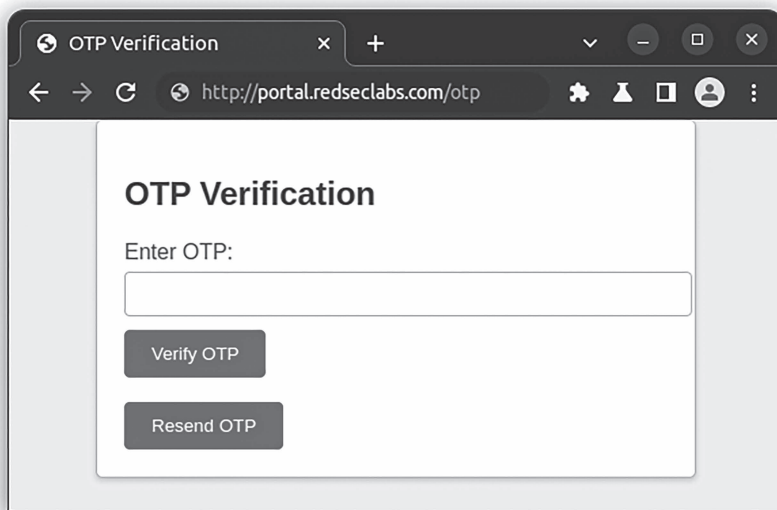 OTP Verification
http://portal.redseclabs.com/otp
OTP Verification
Enter OTP:
Verify OTP
Resend OTP